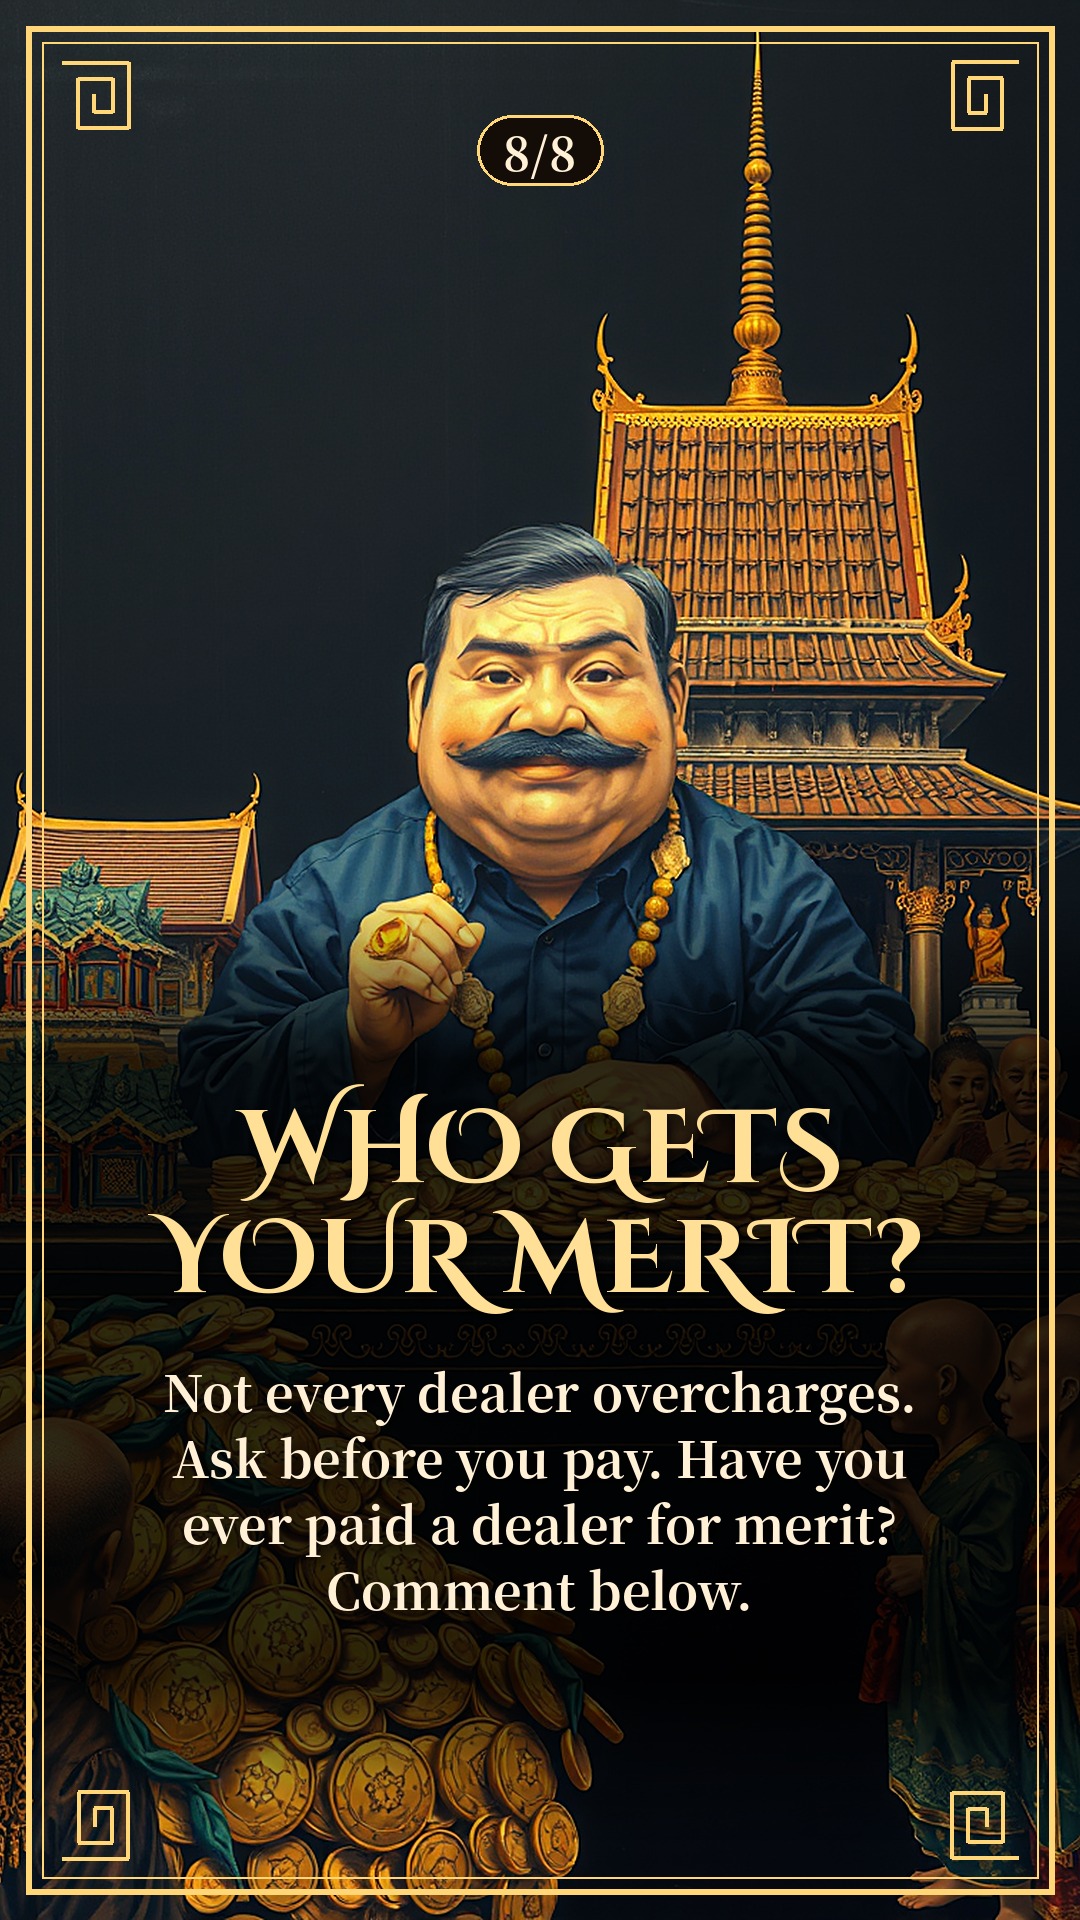 8/8
WHO GETS
YOUR MERIT?
Not every dealer overcharges.
Ask before you pay. Have you
ever paid a dealer for merit?
Comment below.